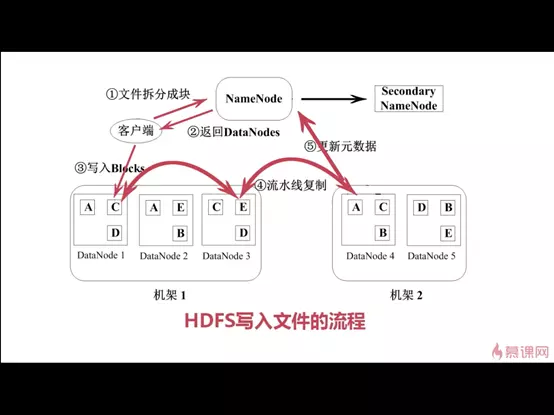 ①文件拆分成块
NameNode
Secondary
NameNode
客户端
②返回DataNodes
⑤更新元数据
③写入Blocks
④流水线复制
A C
D
DataNode 1
A E
B
DataNode 2
C E
D
DataNode 3
A C
B
DataNode 4
D B
E
DataNode 5
机架 1
机架 2
HDFS写入文件的流程
慕课网